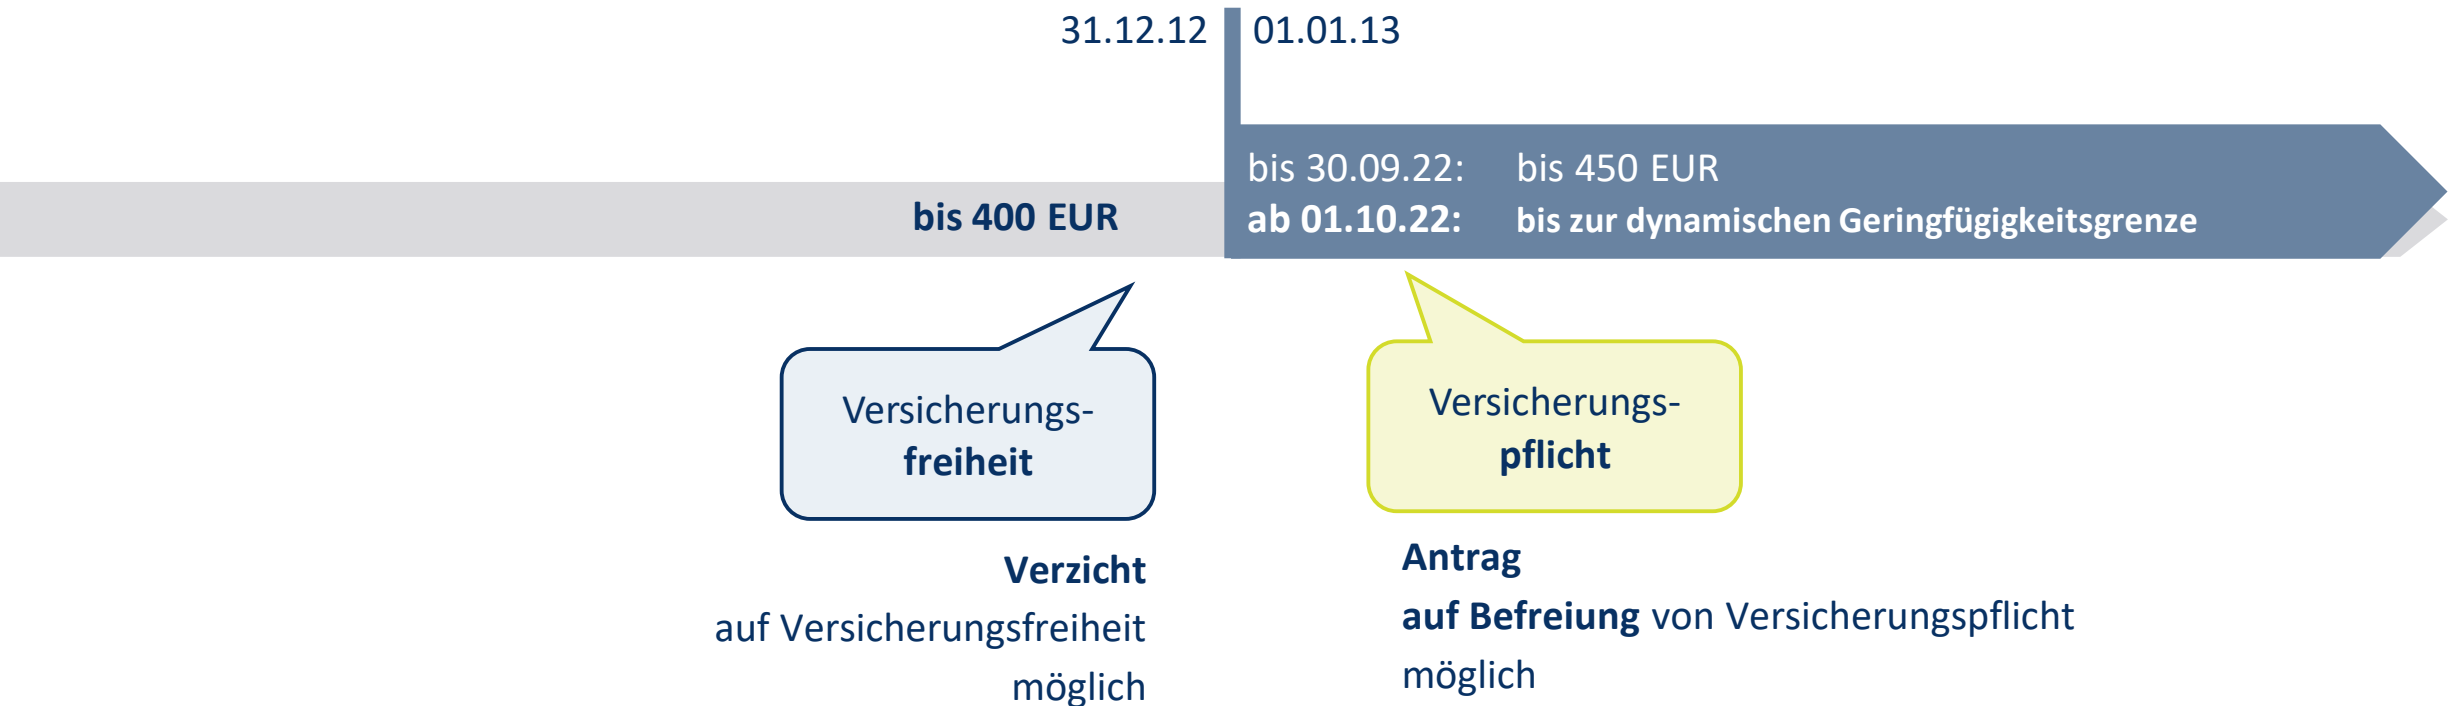 31.12.12
01.01.13
bis 30.09.22: bis 450 EUR
bis 400 EUR
ab 01.10.22: bis zur dynamischen Geringfügigkeitsgrenze
Versicherungs-
freiheit
Versicherungs-
pflicht
Verzicht
auf Versicherungsfreiheit
möglich
Antrag
auf Befreiung von Versicherungspflicht
möglich